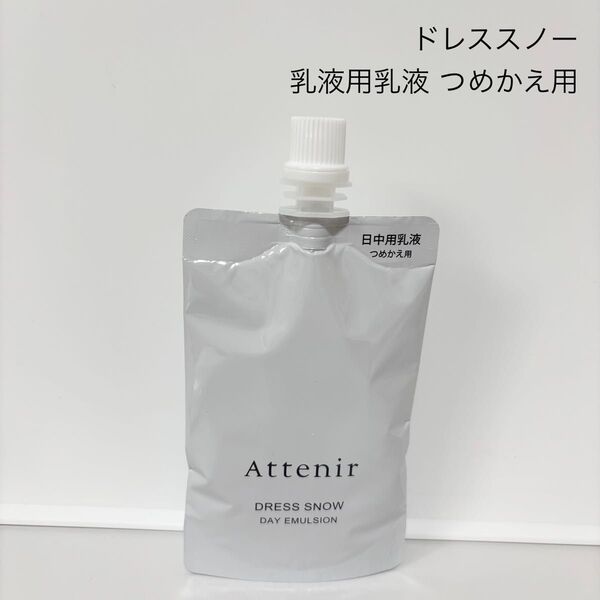 ドレススノー
乳液用乳液 つめかえ用
日中用乳液
つめかえ用
Attenir
DRESS SNOW
DAY EMULSION